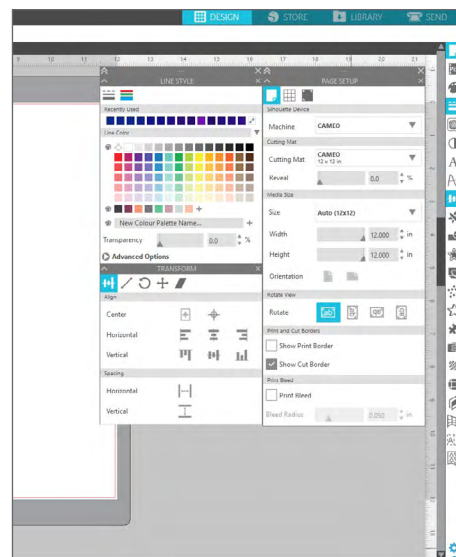 DESIGN STORE LIBRARY SEND
9 10 11 12 13 14 15 16 17 18 19 20 21
LINE STYLE
Recently Used
Line Color
New Colour Palette Name...
Transparency 0.0 %
Advanced Options
TRANSFORM
Align
Center
Horizontal
Vertical
Spacing
Horizontal
Vertical
PAGE SETUP
Silhouette Device
Machine CAMEO
Cutting Mat
Cutting Mat CAMEO
12 x 12 in
Reveal 0.0 %
Media Size
Size Auto (12x12)
Width 12.000 in
Height 12.000 in
Orientation
Rotate View
Rotate
Print and Cut Borders
Show Print Border
Show Cut Border
Print Bleed
Print Bleed
Bleed Radius 0.050 in